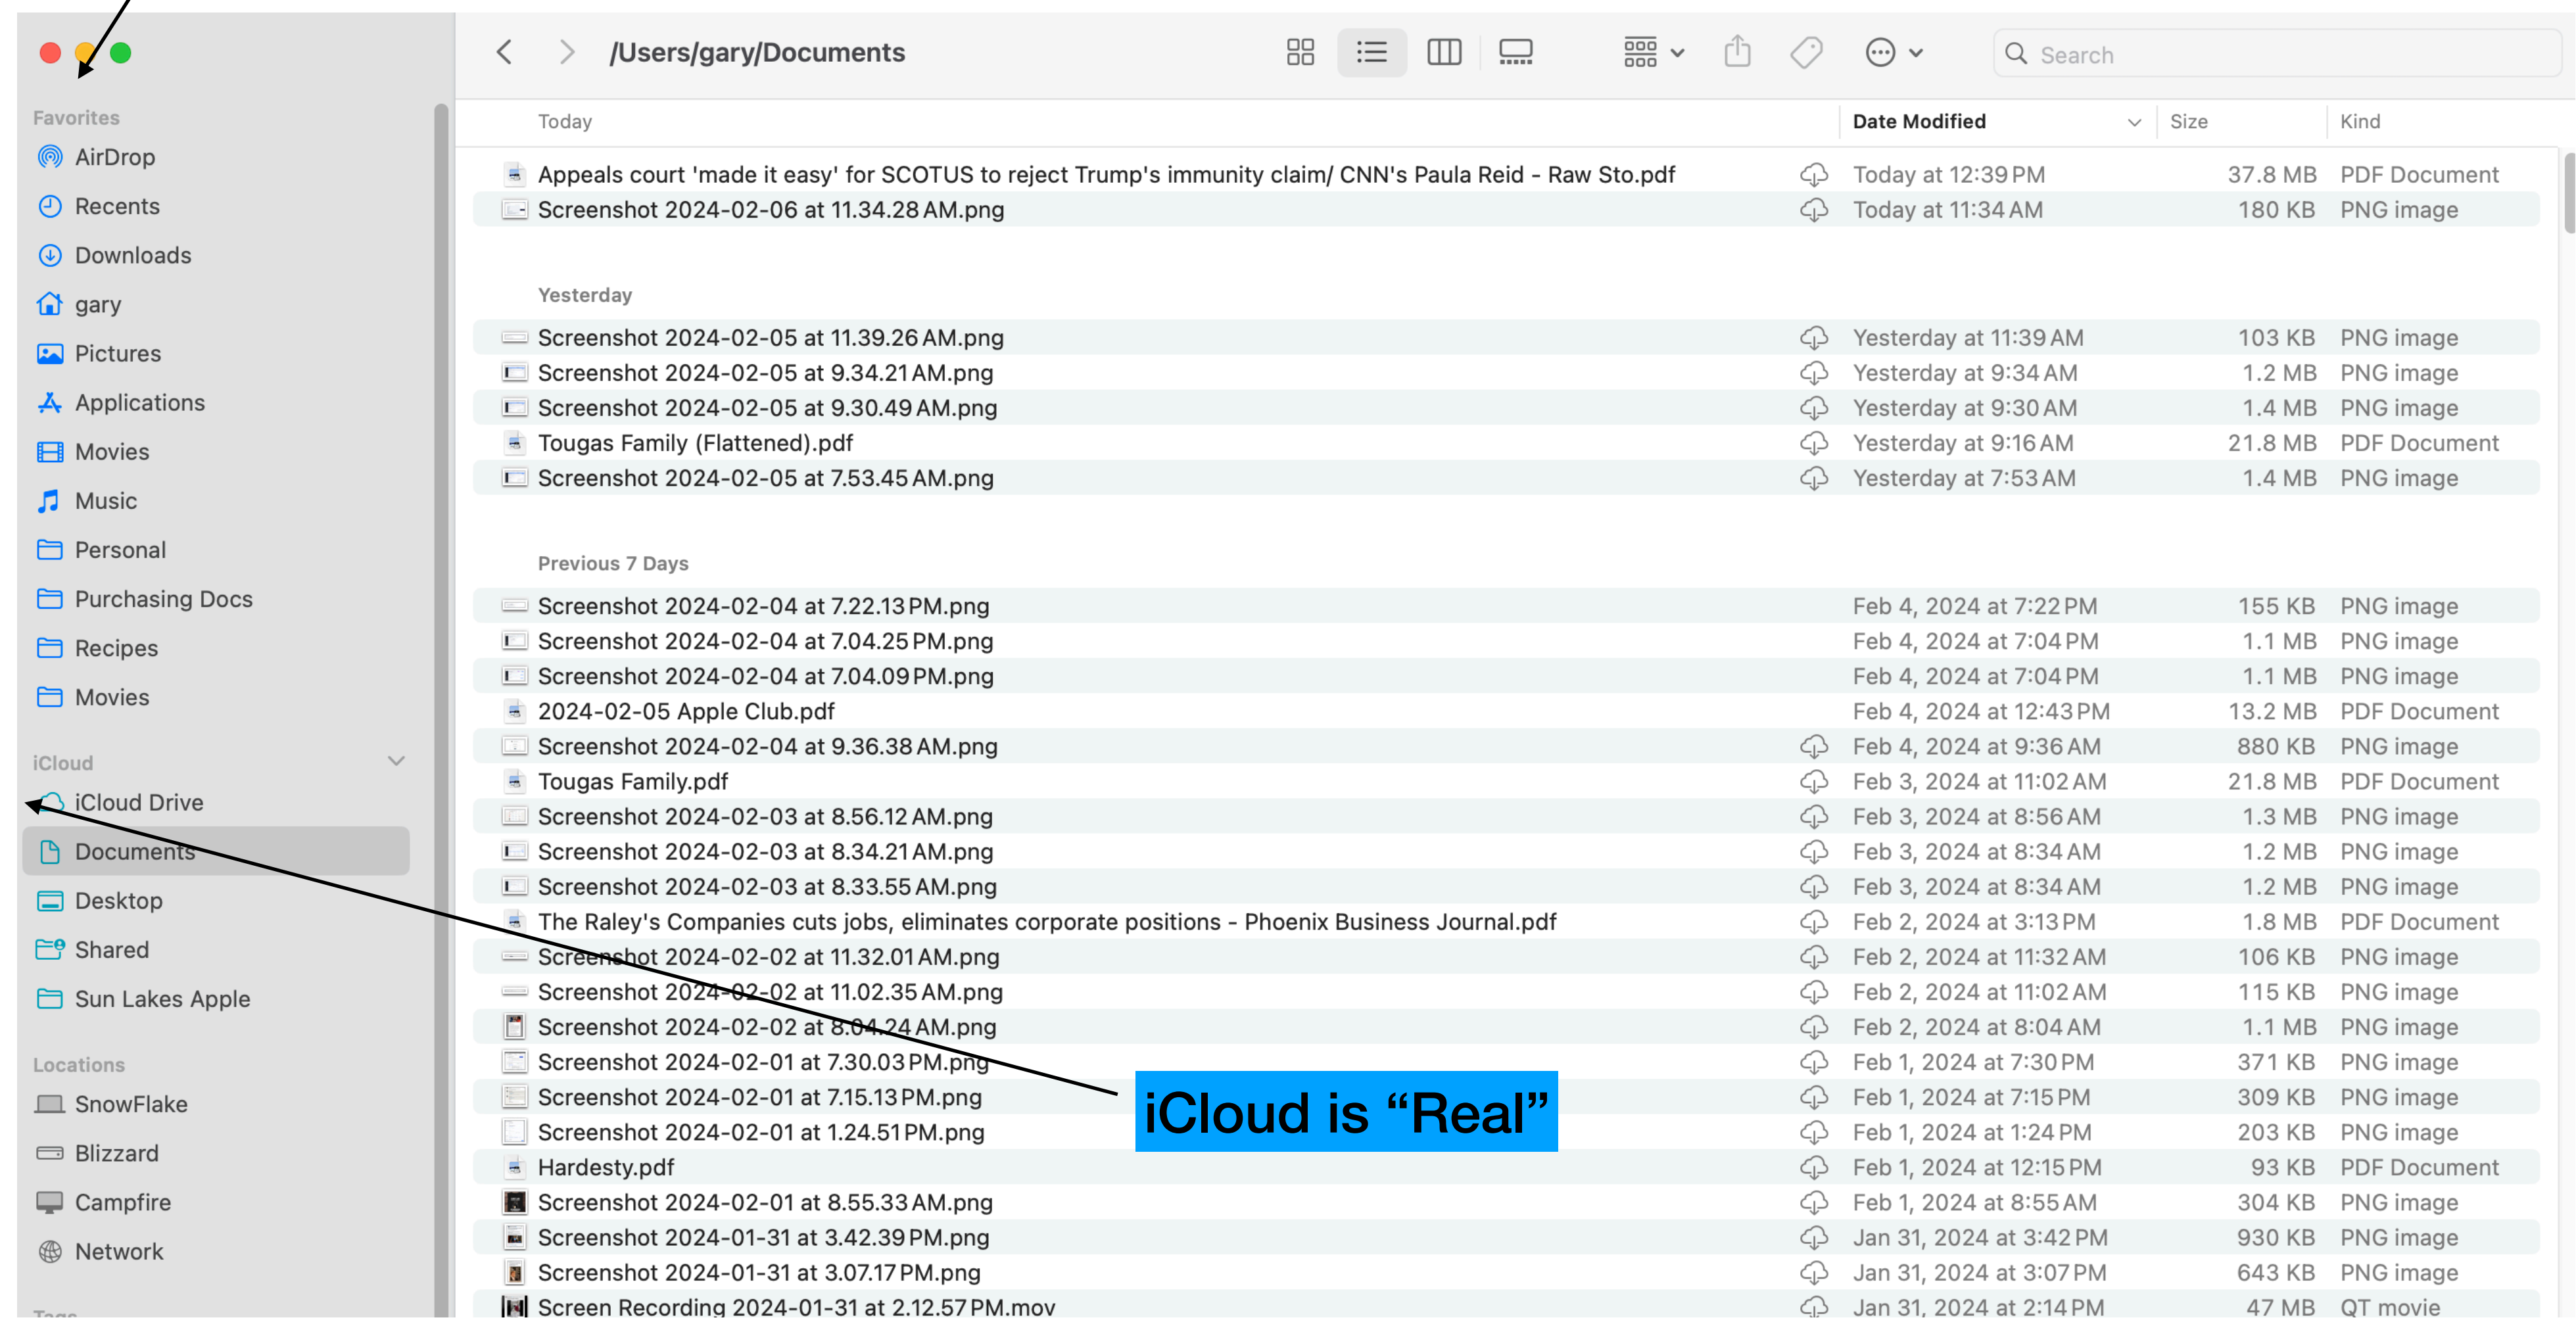 /Users/gary/Documents
Search
Favorites
AirDrop
Recents
Downloads
gary
Pictures
Applications
Movies
Music
Personal
Purchasing Docs
Recipes
Movies
iCloud
iCloud Drive
Documents
Desktop
Shared
Sun Lakes Apple
Locations
SnowFlake
Blizzard
Campfire
Network
Tags
Today Date Modified Size Kind
Appeals court 'made it easy' for SCOTUS to reject Trump's immunity claim/ CNN's Paula Reid - Raw Sto.pdf Today at 12:39 PM 37.8 MB PDF Document
Screenshot 2024-02-06 at 11.34.28 AM.png Today at 11:34 AM 180 KB PNG image
Yesterday
Screenshot 2024-02-05 at 11.39.26 AM.png Yesterday at 11:39 AM 103 KB PNG image
Screenshot 2024-02-05 at 9.34.21 AM.png Yesterday at 9:34 AM 1.2 MB PNG image
Screenshot 2024-02-05 at 9.30.49 AM.png Yesterday at 9:30 AM 1.4 MB PNG image
Tougas Family (Flattened).pdf Yesterday at 9:16 AM 21.8 MB PDF Document
Screenshot 2024-02-05 at 7.53.45 AM.png Yesterday at 7:53 AM 1.4 MB PNG image
Previous 7 Days
Screenshot 2024-02-04 at 7.22.13 PM.png Feb 4, 2024 at 7:22 PM 155 KB PNG image
Screenshot 2024-02-04 at 7.04.25 PM.png Feb 4, 2024 at 7:04 PM 1.1 MB PNG image
Screenshot 2024-02-04 at 7.04.09 PM.png Feb 4, 2024 at 7:04 PM 1.1 MB PNG image
2024-02-05 Apple Club.pdf Feb 4, 2024 at 12:43 PM 13.2 MB PDF Document
Screenshot 2024-02-04 at 9.36.38 AM.png Feb 4, 2024 at 9:36 AM 880 KB PNG image
Tougas Family.pdf Feb 3, 2024 at 11:02 AM 21.8 MB PDF Document
Screenshot 2024-02-03 at 8.56.12 AM.png Feb 3, 2024 at 8:56 AM 1.3 MB PNG image
Screenshot 2024-02-03 at 8.34.21 AM.png Feb 3, 2024 at 8:34 AM 1.2 MB PNG image
Screenshot 2024-02-03 at 8.33.55 AM.png Feb 3, 2024 at 8:34 AM 1.2 MB PNG image
The Raley's Companies cuts jobs, eliminates corporate positions - Phoenix Business Journal.pdf Feb 2, 2024 at 3:13 PM 1.8 MB PDF Document
Screenshot 2024-02-02 at 11.32.01 AM.png Feb 2, 2024 at 11:32 AM 106 KB PNG image
Screenshot 2024-02-02 at 11.02.35 AM.png Feb 2, 2024 at 11:02 AM 115 KB PNG image
Screenshot 2024-02-02 at 8.04.24 AM.png Feb 2, 2024 at 8:04 AM 1.1 MB PNG image
Screenshot 2024-02-01 at 7.30.03 PM.png Feb 1, 2024 at 7:30 PM 371 KB PNG image
Screenshot 2024-02-01 at 7.15.13 PM.png Feb 1, 2024 at 7:15 PM 309 KB PNG image
Screenshot 2024-02-01 at 1.24.51 PM.png Feb 1, 2024 at 1:24 PM 203 KB PNG image
Hardesty.pdf Feb 1, 2024 at 12:15 PM 93 KB PDF Document
Screenshot 2024-02-01 at 8.55.33 AM.png Feb 1, 2024 at 8:55 AM 304 KB PNG image
Screenshot 2024-01-31 at 3.42.39 PM.png Jan 31, 2024 at 3:42 PM 930 KB PNG image
Screenshot 2024-01-31 at 3.07.17 PM.png Jan 31, 2024 at 3:07 PM 643 KB PNG image
Screen Recording 2024-01-31 at 2.12.57 PM.mov Jan 31, 2024 at 2:14 PM 47 MB QT movie
iCloud is “Real”